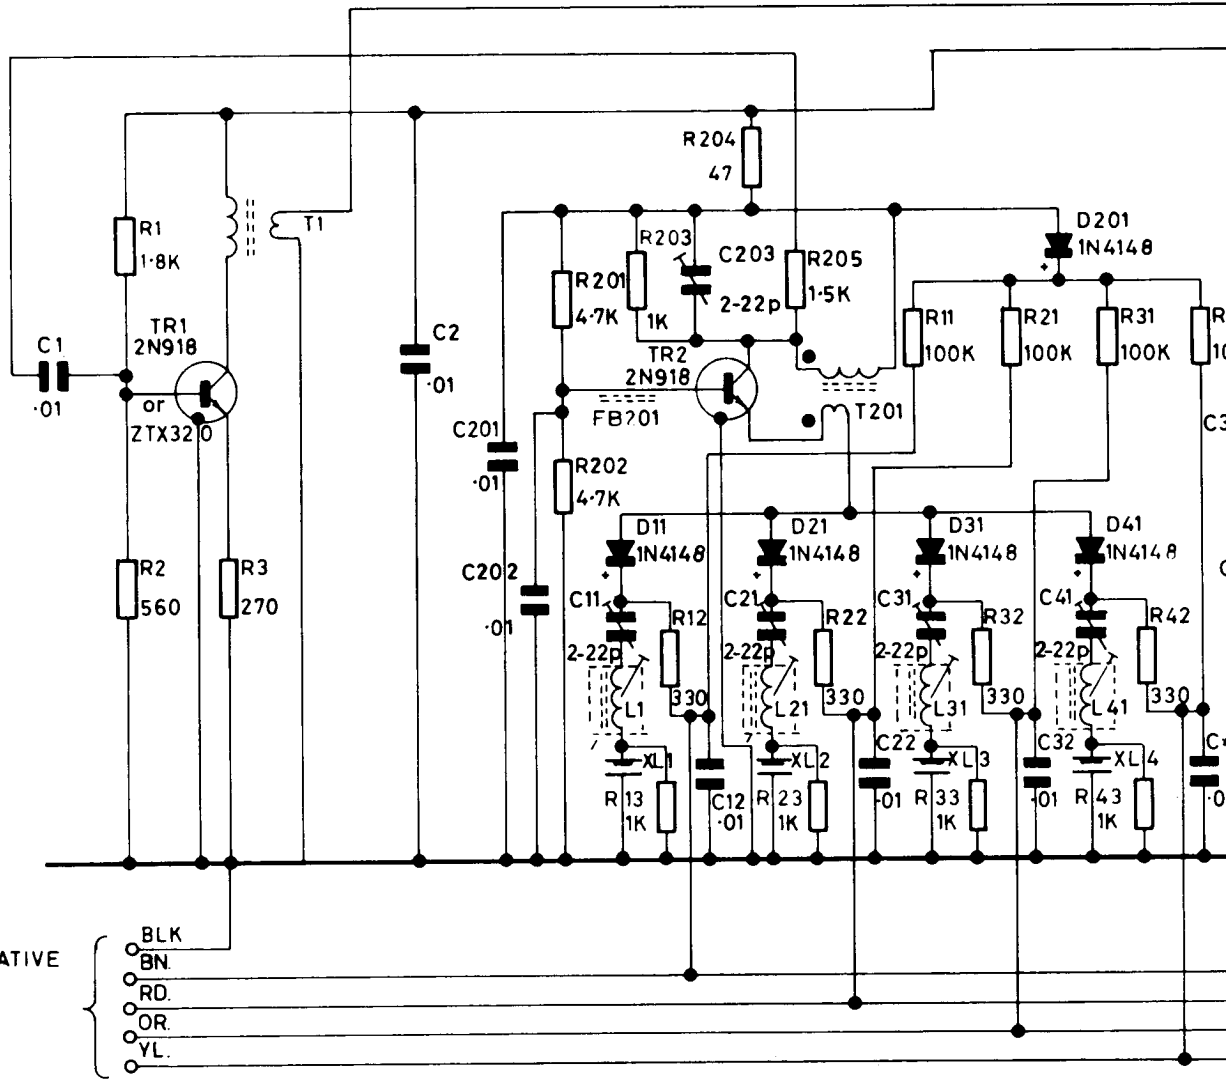 R204
47
R1
1·8K
T1
R203
1K
C203
2-22p
R205
1·5K
D201
1N4148
R201
4·7K
R11
100K
R21
100K
R31
100K
R
10
TR1
2N918
or
ZTX320
C1
·01
C2
·01
TR2
2N918
FB201
T201
C3
C201
·01
R202
4·7K
D11
1N4148
D21
1N4148
D31
1N4148
D41
1N4148
R2
560
R3
270
C202
·01
C11
2-22p
R12
330
C21
2-22p
R22
330
C31
2-22p
R32
330
C41
2-22p
R42
330
C
L1
L21
L31
L41
XL1
XL2
XL3
XL4
C22
·01
C32
·01
R13
1K
C12
·01
R23
1K
R33
1K
R43
1K
·0
BLK
BN.
RD.
OR.
YL.
ATIVE